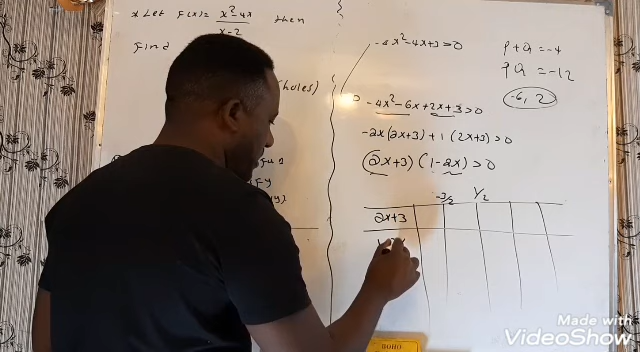 * Let F(x) = x²-4x / x-2 then
Find
(holes)
-4x²-4x+3>0
P+Q = -4
PQ = -12
-6, 2
-4x²-6x+2x+3>0
-2x(2x+3)+1(2x+3)>0
(2x+3)(1-2x)>0
-3/2 1/2
2x+3
Made with
VideoShow